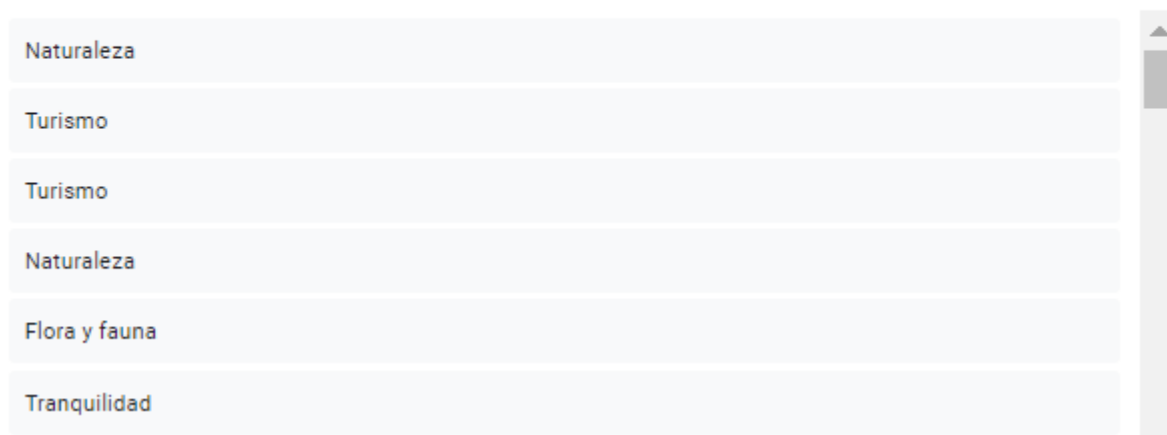 Naturaleza
Turismo
Turismo
Naturaleza
Flora y fauna
Tranquilidad